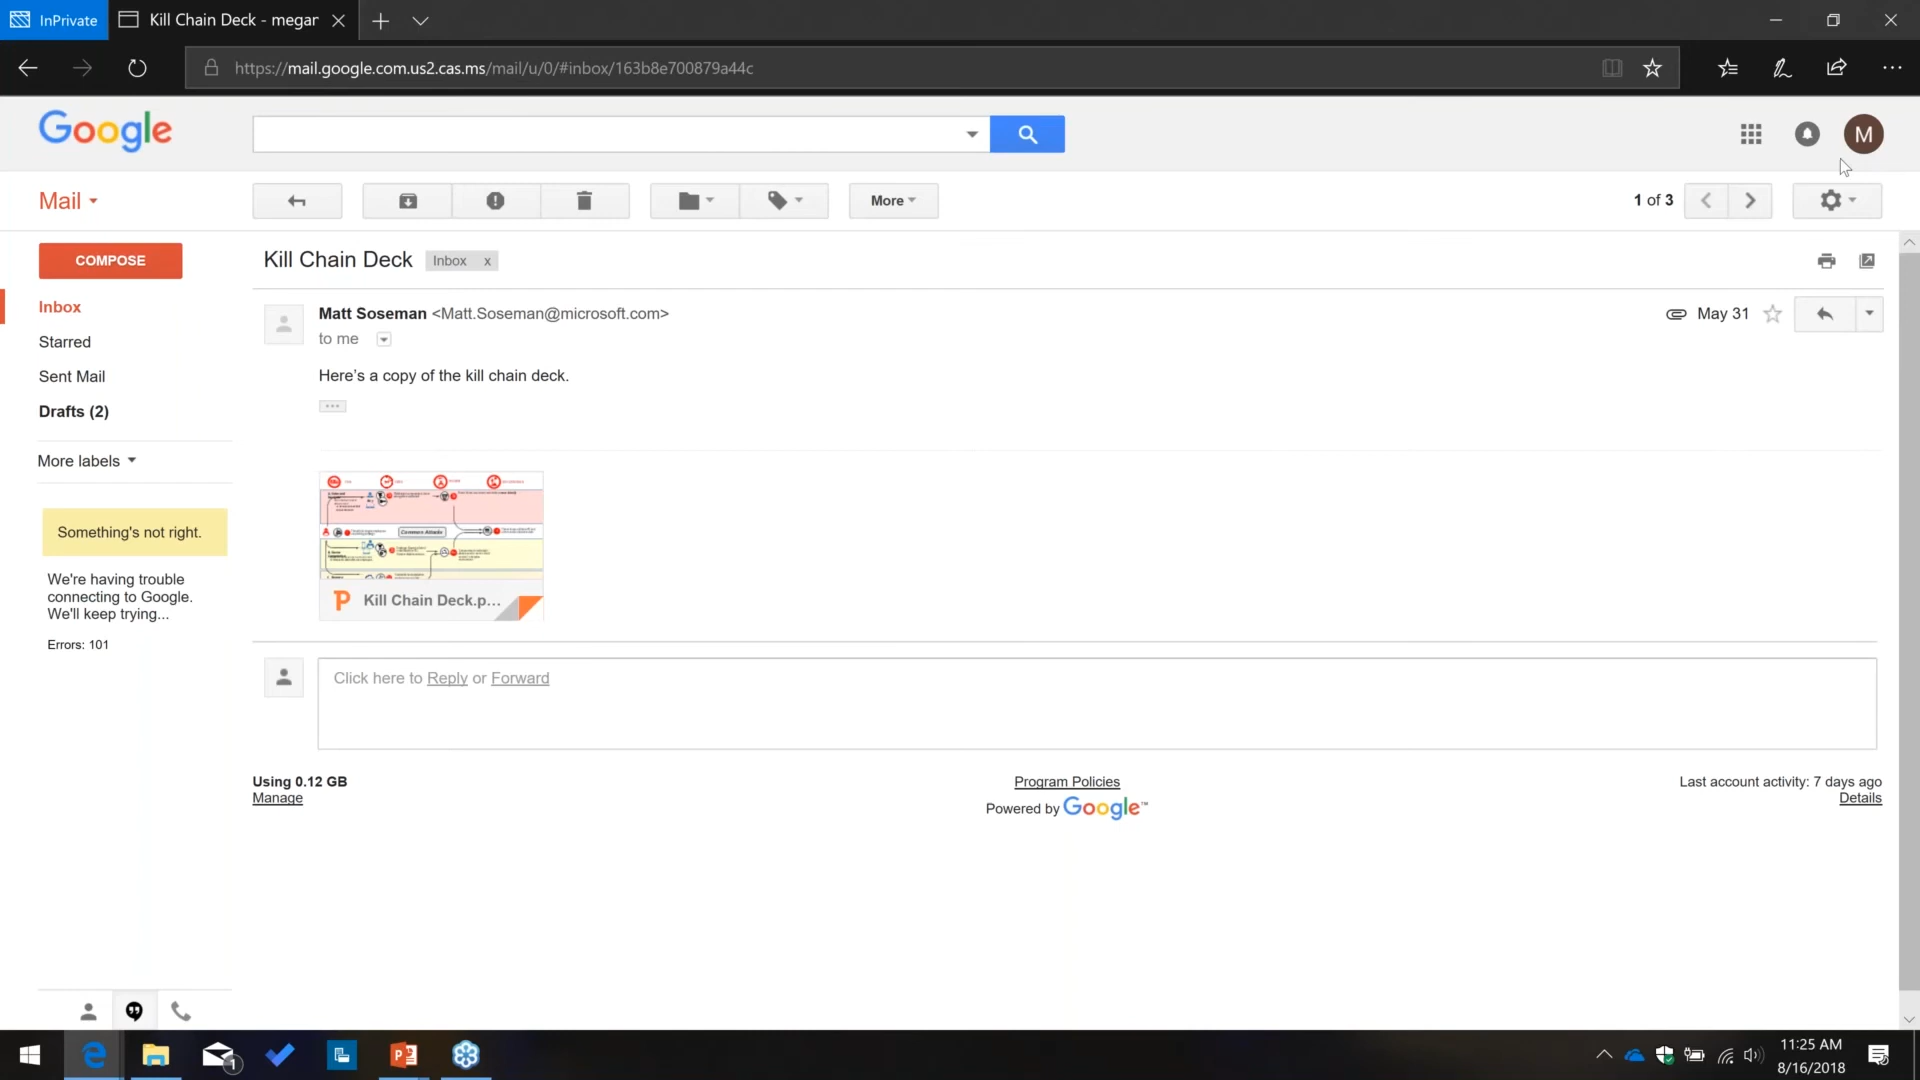 InPrivate
Kill Chain Deck - megar
https://mail.google.com.us2.cas.ms/mail/u/0/#inbox/163b8e700879a44c
Google
M
Mail
More
1 of 3
COMPOSE
Kill Chain Deck
Inbox x
Inbox
Matt Soseman <Matt.Soseman@microsoft.com>
May 31
to me
Starred
Sent Mail
Here's a copy of the kill chain deck.
Drafts (2)
More labels
Something's not right.
Common Attacks
We're having trouble
connecting to Google.
We'll keep trying...
Kill Chain Deck.p...
Errors: 101
Click here to Reply or Forward
Using 0.12 GB
Manage
Program Policies
Powered by Google™
Last account activity: 7 days ago
Details
1
11:25 AM
8/16/2018